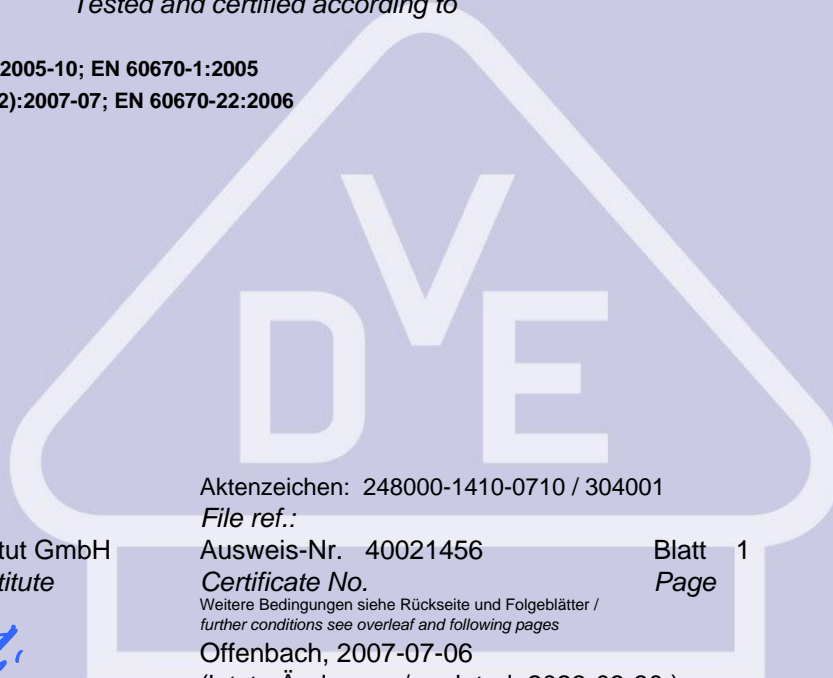 Tested and certified according to
2005-10; EN 60670-1:2005
2):2007-07; EN 60670-22:2006
DVE
Aktenzeichen: 248000-1410-0710 / 304001
File ref.:
tut GmbH Ausweis-Nr. 40021456 Blatt 1
titute Certificate No. Page
Weitere Bedingungen siehe Rückseite und Folgeblätter /
further conditions see overleaf and following pages
Offenbach, 2007-07-06